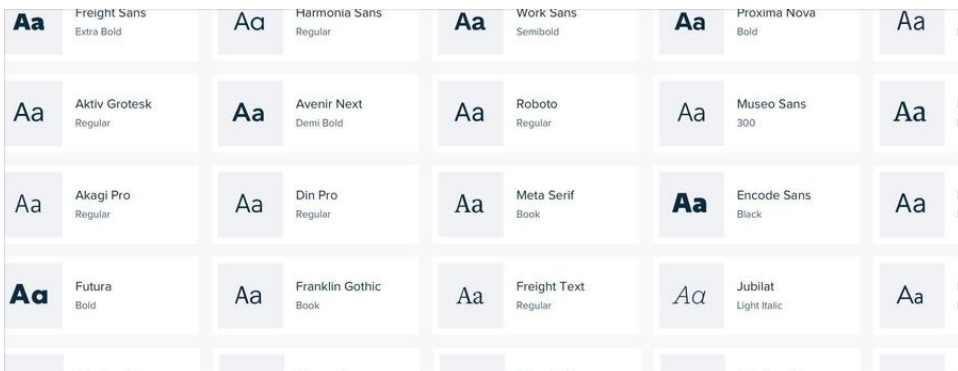 Aa
Freight Sans
Extra Bold
Aa
Harmonia Sans
Regular
Aa
Work Sans
Semibold
Aa
Proxima Nova
Bold
Aa
Aa
Aktiv Grotesk
Regular
Aa
Avenir Next
Demi Bold
Aa
Roboto
Regular
Aa
Museo Sans
300
Aa
Aa
Akagi Pro
Regular
Aa
Din Pro
Regular
Aa
Meta Serif
Book
Aa
Encode Sans
Black
Aa
Aa
Futura
Bold
Aa
Franklin Gothic
Book
Aa
Freight Text
Regular
Aa
Jubilat
Light Italic
Aa